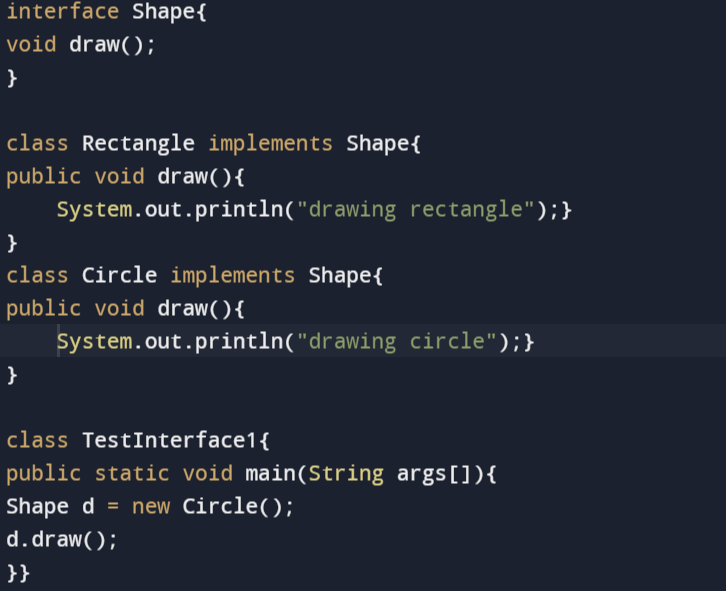 interface Shape{
void draw();
}
class Rectangle implements Shape{
public void draw(){
System.out.println("drawing rectangle");}
}
class Circle implements Shape{
public void draw(){
System.out.println("drawing circle");}
}
class TestInterface1{
public static void main(String args[]){
Shape d = new Circle();
d.draw();
}}